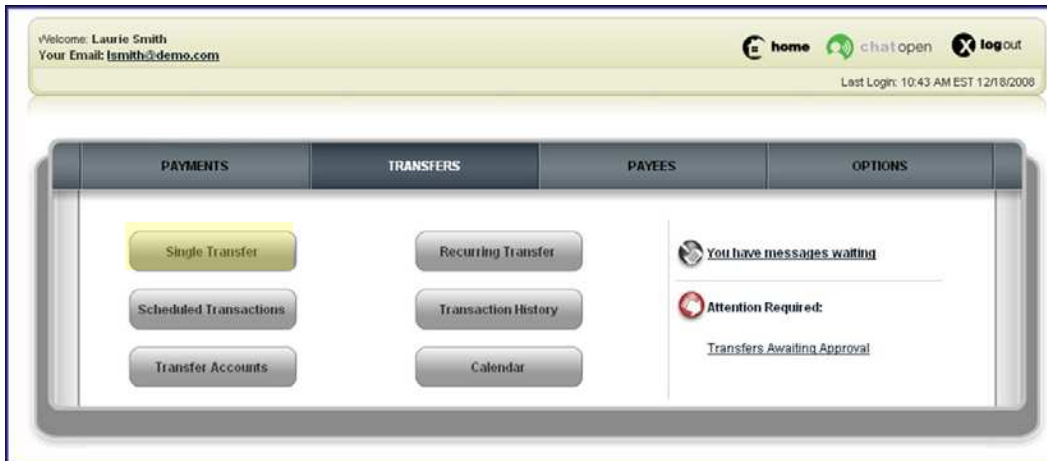 Welcome: Laurie Smith
Your Email: lsmith@demo.com
home chatopen logout
Last Login: 10:43 AM EST 12/18/2008
PAYMENTS TRANSFERS PAYEES OPTIONS
Single Transfer Recurring Transfer You have messages waiting
Scheduled Transactions Transaction History Attention Required:
Transfers Awaiting Approval
Transfer Accounts Calendar